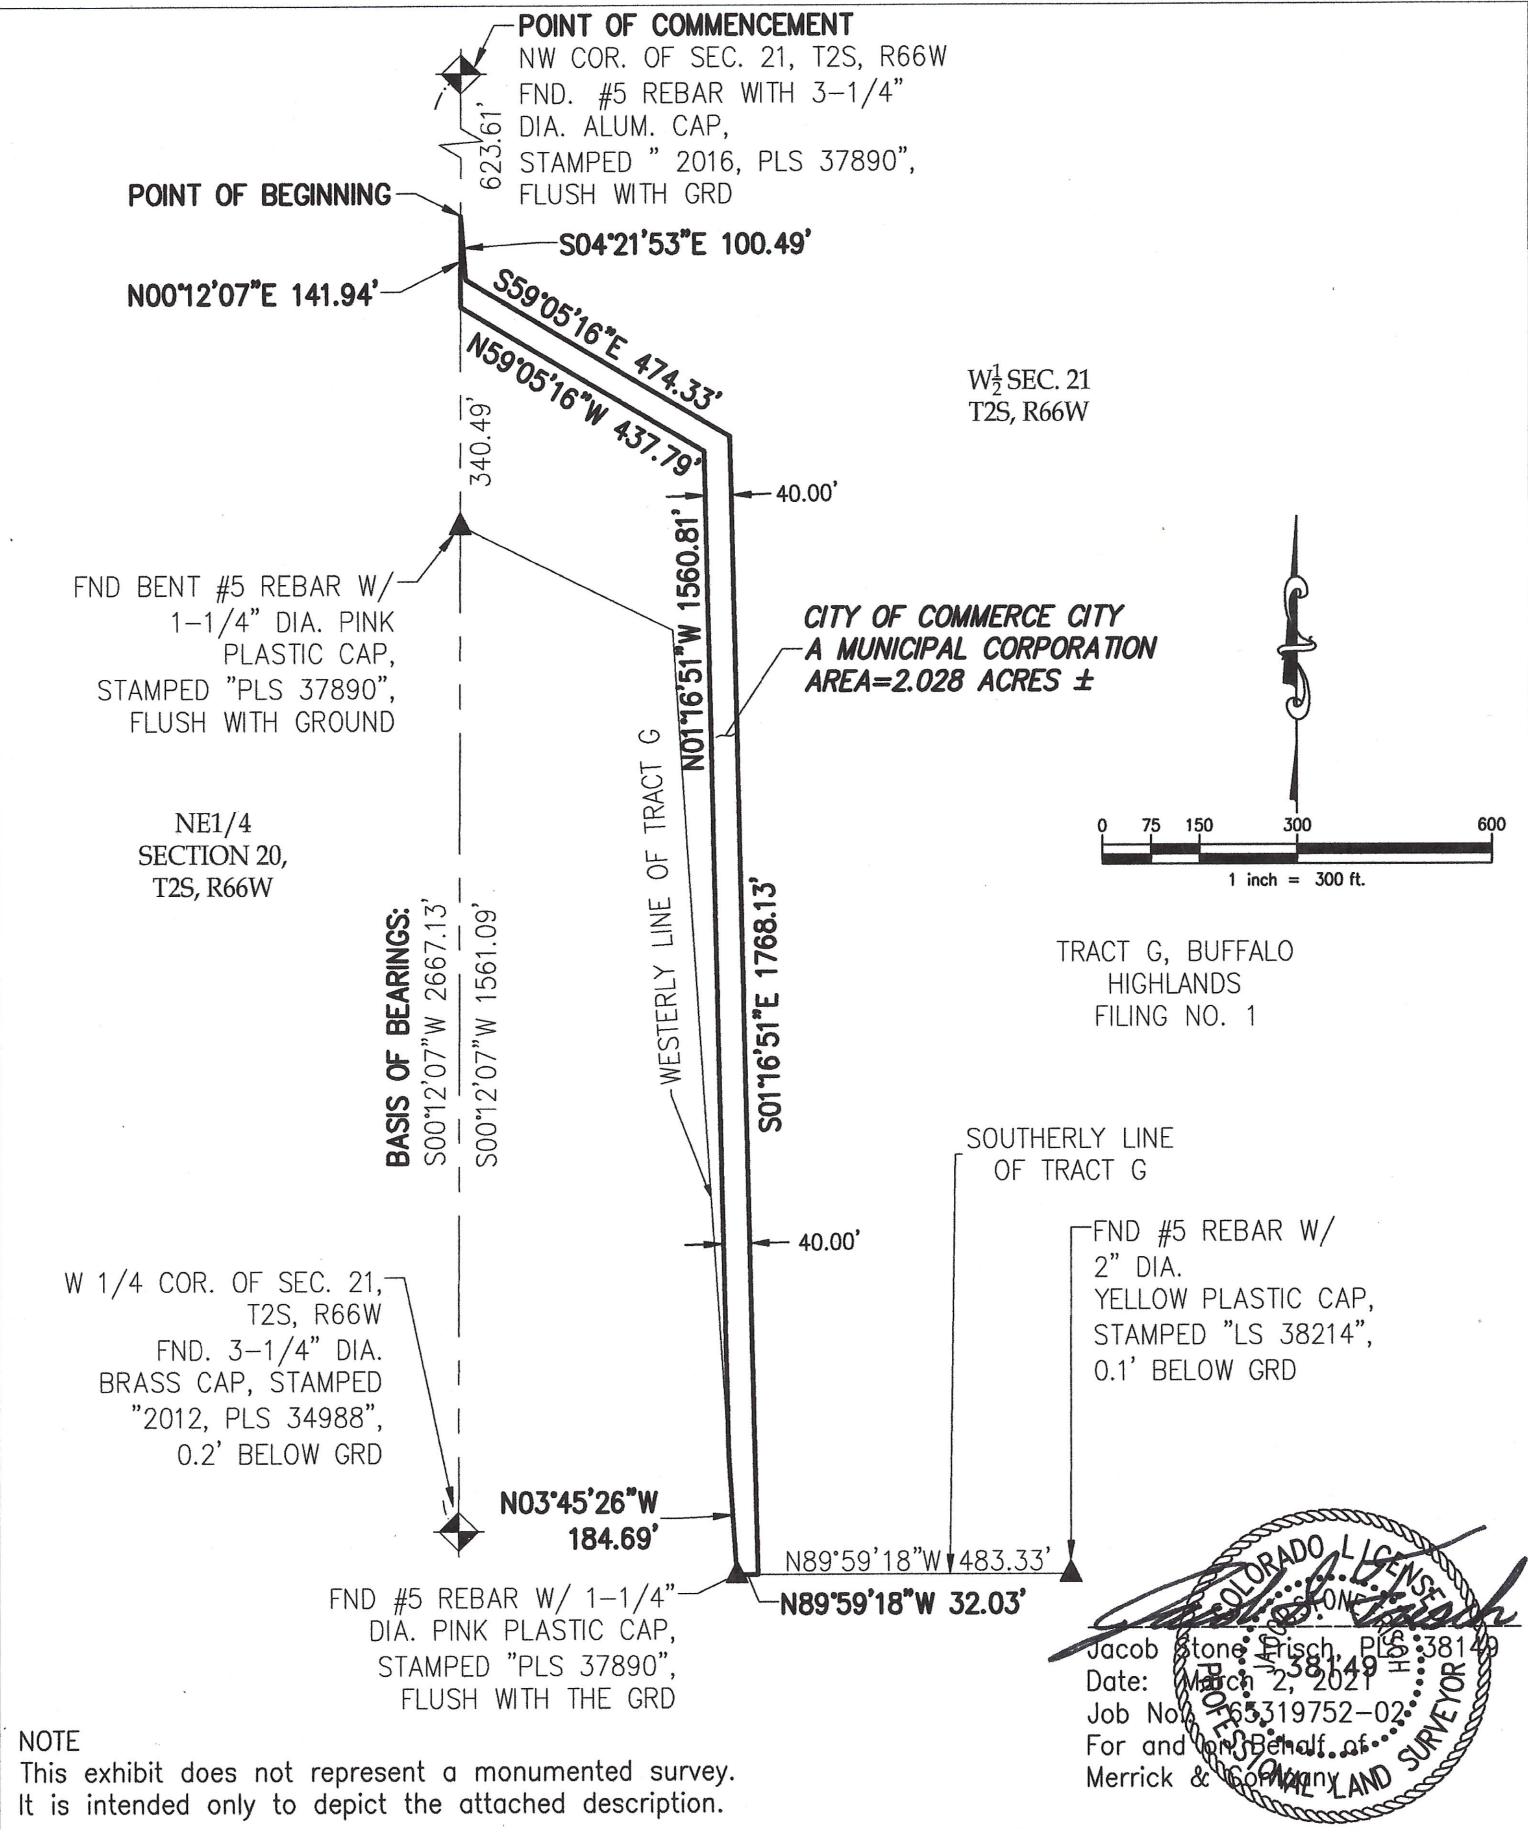 POINT OF COMMENCEMENT
NW COR. OF SEC. 21, T2S, R66W
FND. #5 REBAR WITH 3-1/4"
DIA. ALUM. CAP,
STAMPED " 2016, PLS 37890",
FLUSH WITH GRD
623.61'
POINT OF BEGINNING
S04°21'53"E 100.49'
N00°12'07"E 141.94'
S59°05'16"E 474.33'
N59°05'16"W 437.79'
W½ SEC. 21
T2S, R66W
340.49'
40.00'
N01°16'51"W 1560.81'
FND BENT #5 REBAR W/
1-1/4" DIA. PINK
PLASTIC CAP,
STAMPED "PLS 37890",
FLUSH WITH GROUND
CITY OF COMMERCE CITY
A MUNICIPAL CORPORATION
AREA=2.028 ACRES ±
WESTERLY LINE OF TRACT G
NE1/4
SECTION 20,
T2S, R66W
0 75 150 300 600
1 inch = 300 ft.
BASIS OF BEARINGS:
S00°12'07"W 2667.13'
S00°12'07"W 1561.09'
S01°16'51"E 1768.13'
TRACT G, BUFFALO
HIGHLANDS
FILING NO. 1
SOUTHERLY LINE
OF TRACT G
40.00'
FND #5 REBAR W/
2" DIA.
YELLOW PLASTIC CAP,
STAMPED "LS 38214",
0.1' BELOW GRD
W 1/4 COR. OF SEC. 21,
T2S, R66W
FND. 3-1/4" DIA.
BRASS CAP, STAMPED
"2012, PLS 34988",
0.2' BELOW GRD
N03°45'26"W
184.69'
N89°59'18"W 483.33'
N89°59'18"W 32.03'
FND #5 REBAR W/ 1-1/4"
DIA. PINK PLASTIC CAP,
STAMPED "PLS 37890",
FLUSH WITH THE GRD
COLORADO LICENSED
38149
PROFESSIONAL LAND SURVEYOR
Jacob Stone Frisch, PLS 38149
Date: March 2, 2021
Job No. 65319752-02
For and on Behalf of
Merrick & Company
NOTE
This exhibit does not represent a monumented survey.
It is intended only to depict the attached description.